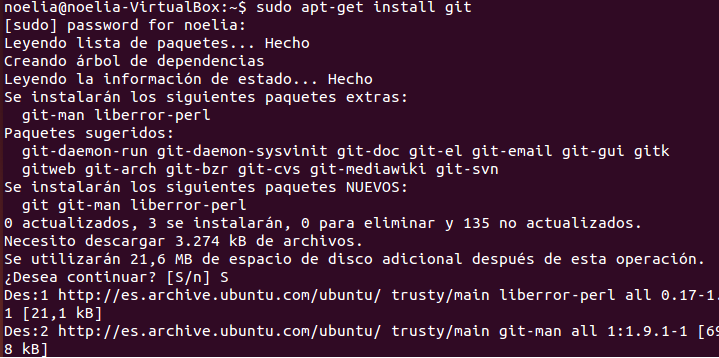 noelia@noelia-VirtualBox:~$ sudo apt-get install git
[sudo] password for noelia:
Leyendo lista de paquetes... Hecho
Creando árbol de dependencias
Leyendo la información de estado... Hecho
Se instalarán los siguientes paquetes extras:
  git-man liberror-perl
Paquetes sugeridos:
  git-daemon-run git-daemon-sysvinit git-doc git-el git-email git-gui gitk
  gitweb git-arch git-bzr git-cvs git-mediawiki git-svn
Se instalarán los siguientes paquetes NUEVOS:
  git git-man liberror-perl
0 actualizados, 3 se instalarán, 0 para eliminar y 135 no actualizados.
Necesito descargar 3.274 kB de archivos.
Se utilizarán 21,6 MB de espacio de disco adicional después de esta operación.
¿Desea continuar? [S/n] S
Des:1 http://es.archive.ubuntu.com/ubuntu/ trusty/main liberror-perl all 0.17-1.
1 [21,1 kB]
Des:2 http://es.archive.ubuntu.com/ubuntu/ trusty/main git-man all 1:1.9.1-1 [69
8 kB]